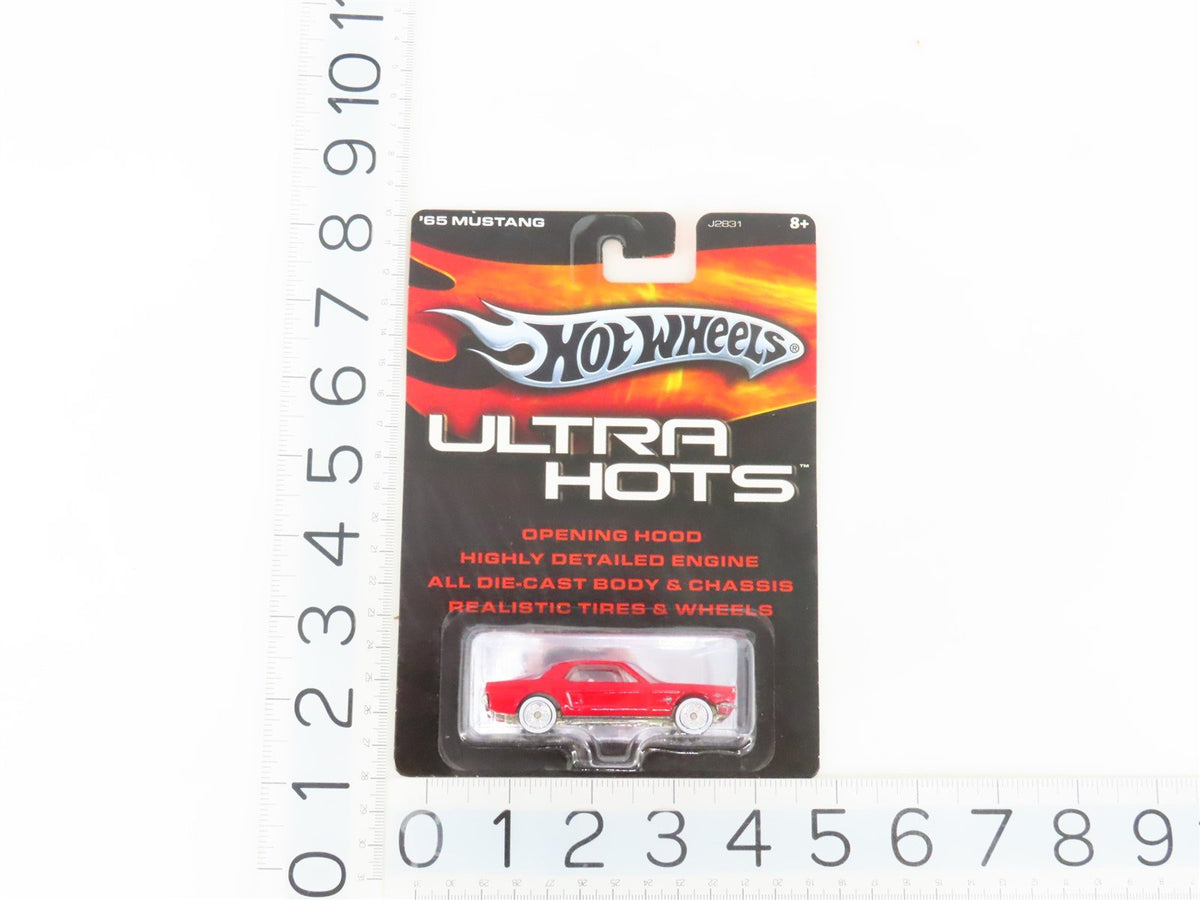 '65 MUSTANG
J2831
8+
HOT WHEELS®
ULTRA
HOTS™
OPENING HOOD
HIGHLY DETAILED ENGINE
ALL DIE-CAST BODY & CHASSIS
REALISTIC TIRES & WHEELS
11
10
9
8
7
6
5
4
3
2
1
0
0 1 2 3 4 5 6 7 8 9